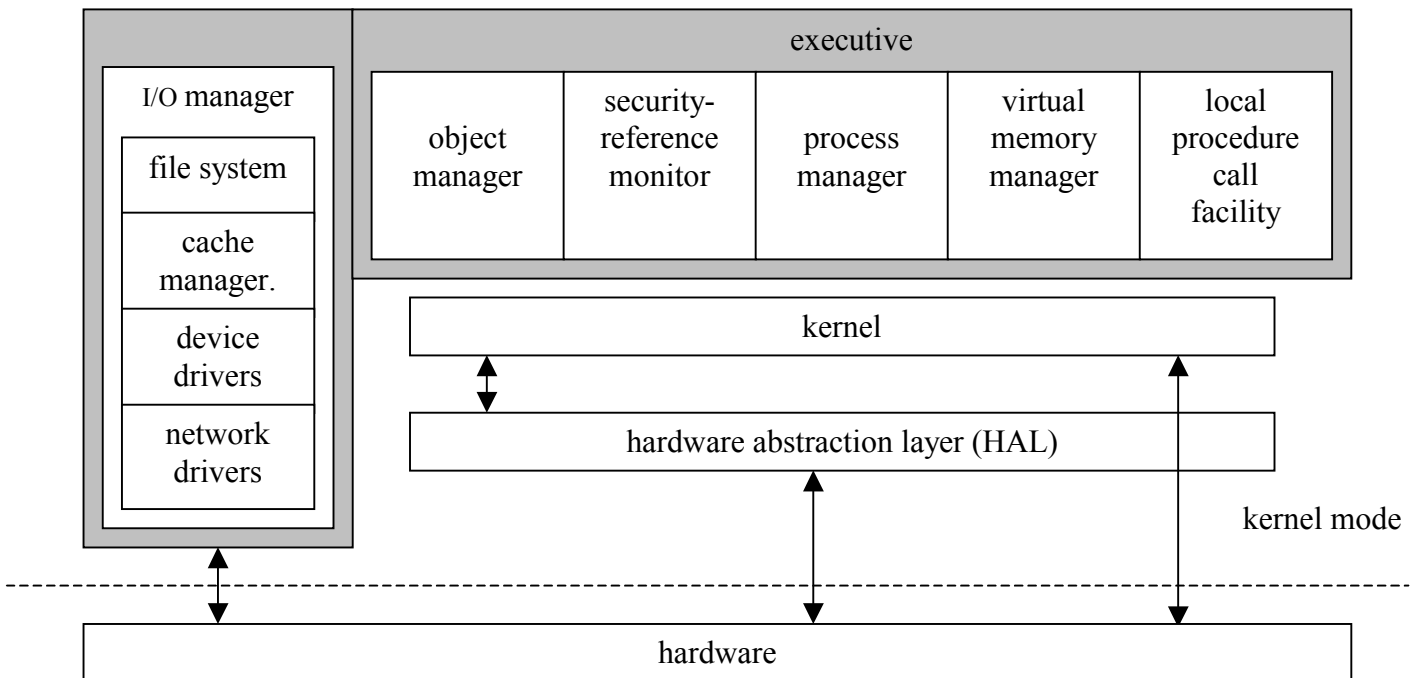 executive
I/O manager
file system
cache
manager.
device
drivers
network
drivers
object
manager
security-
reference
monitor
process
manager
virtual
memory
manager
local
procedure
call
facility
kernel
hardware abstraction layer (HAL)
kernel mode
hardware